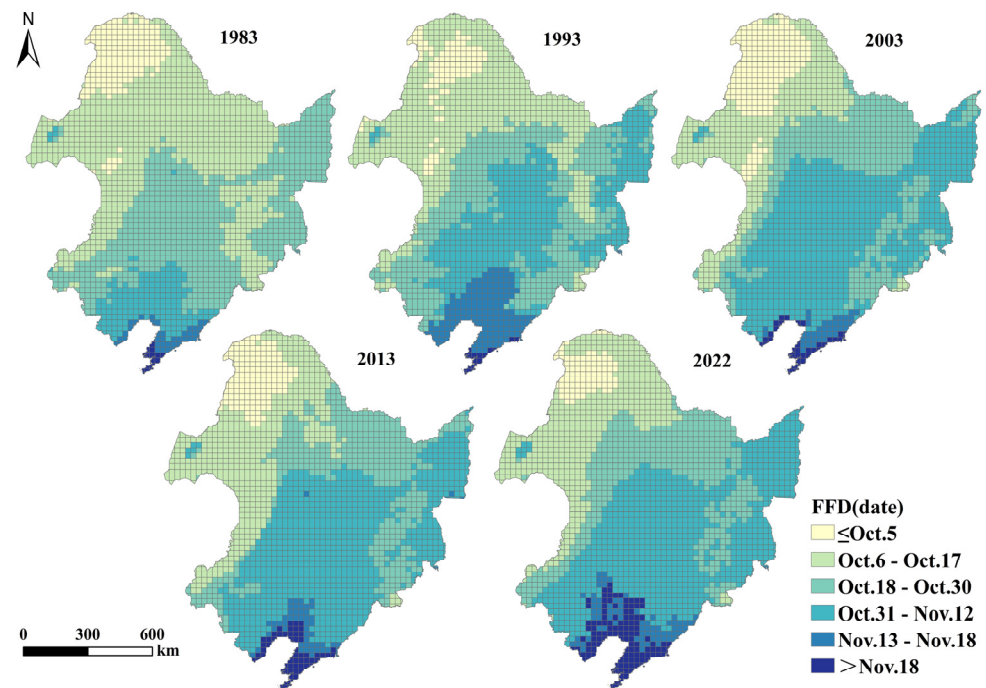 N
1983
1993
2003
2013
2022
FFD(date)
≤Oct.5
Oct.6 - Oct.17
Oct.18 - Oct.30
Oct.31 - Nov.12
Nov.13 - Nov.18
＞Nov.18
0 300 600
km